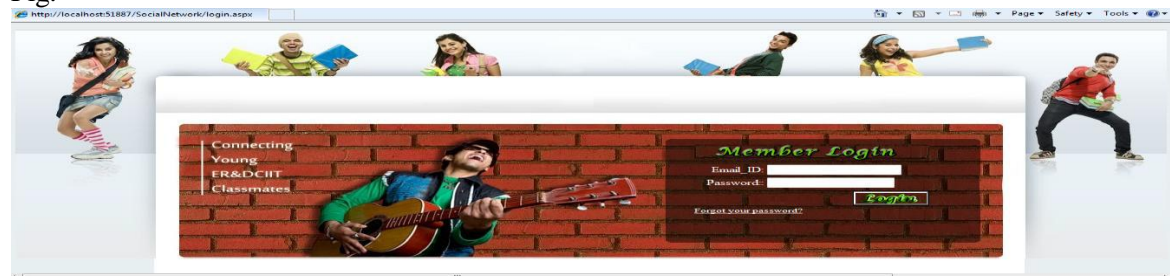 http://localhost:51887/SocialNetwork/login.aspx
Page Safety Tools
Connecting
Young
ER&DCIIT
Classmates
Member Login
Email_ID:
Password:
Login
Forgot your password?